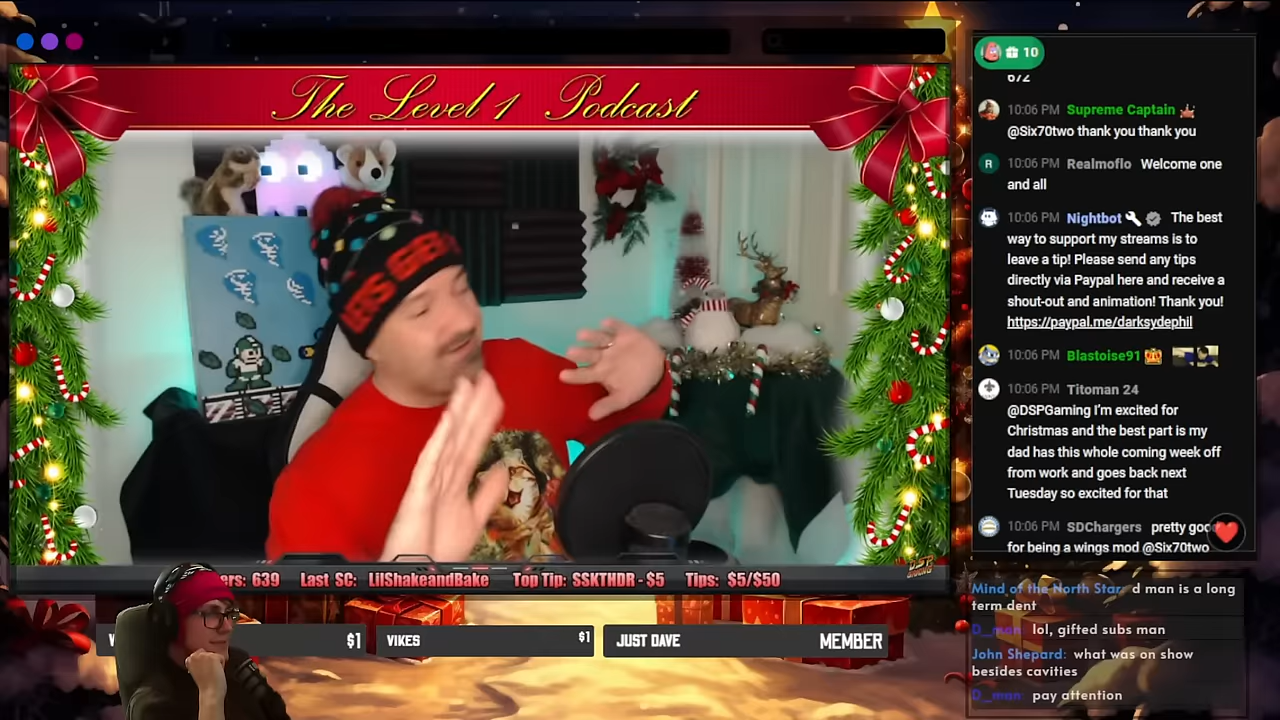 The Level 1 Podcast
10
672
10:06 PM Supreme Captain
@Six70two thank you thank you
R 10:06 PM Realmoflo Welcome one
and all
10:06 PM Nightbot The best
way to support my streams is to
leave a tip! Please send any tips
directly via Paypal here and receive a
shout-out and animation! Thank you!
https://paypal.me/darksydephil
10:06 PM Blastoise91
10:06 PM Titoman 24
@DSPGaming I'm excited for
Christmas and the best part is my
dad has this whole coming week off
from work and goes back next
Tuesday so excited for that
10:06 PM SDChargers pretty goo
for being a wings mod @Six70two
LETS GER
ers: 639 Last SC: LilShakeandBake Top Tip: SSKTHDR - $5 Tips: $5/$50
DSP
GAMING
$1 VIKES $1 JUST DAVE MEMBER
Mind of the North Star: d man is a long
term dent
D_man: lol, gifted subs man
John Shepard: what was on show
besides cavities
D_man: pay attention